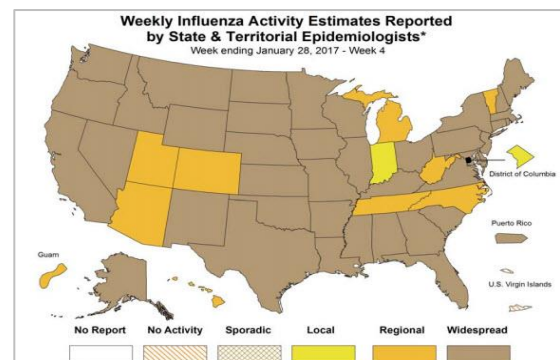 Weekly Influenza Activity Estimates Reported
by State & Territorial Epidemiologists*
Week ending January 28, 2017 - Week 4
District of Columbia
Puerto Rico
Guam
U.S. Virgin Islands
No Report No Activity Sporadic Local Regional Widespread